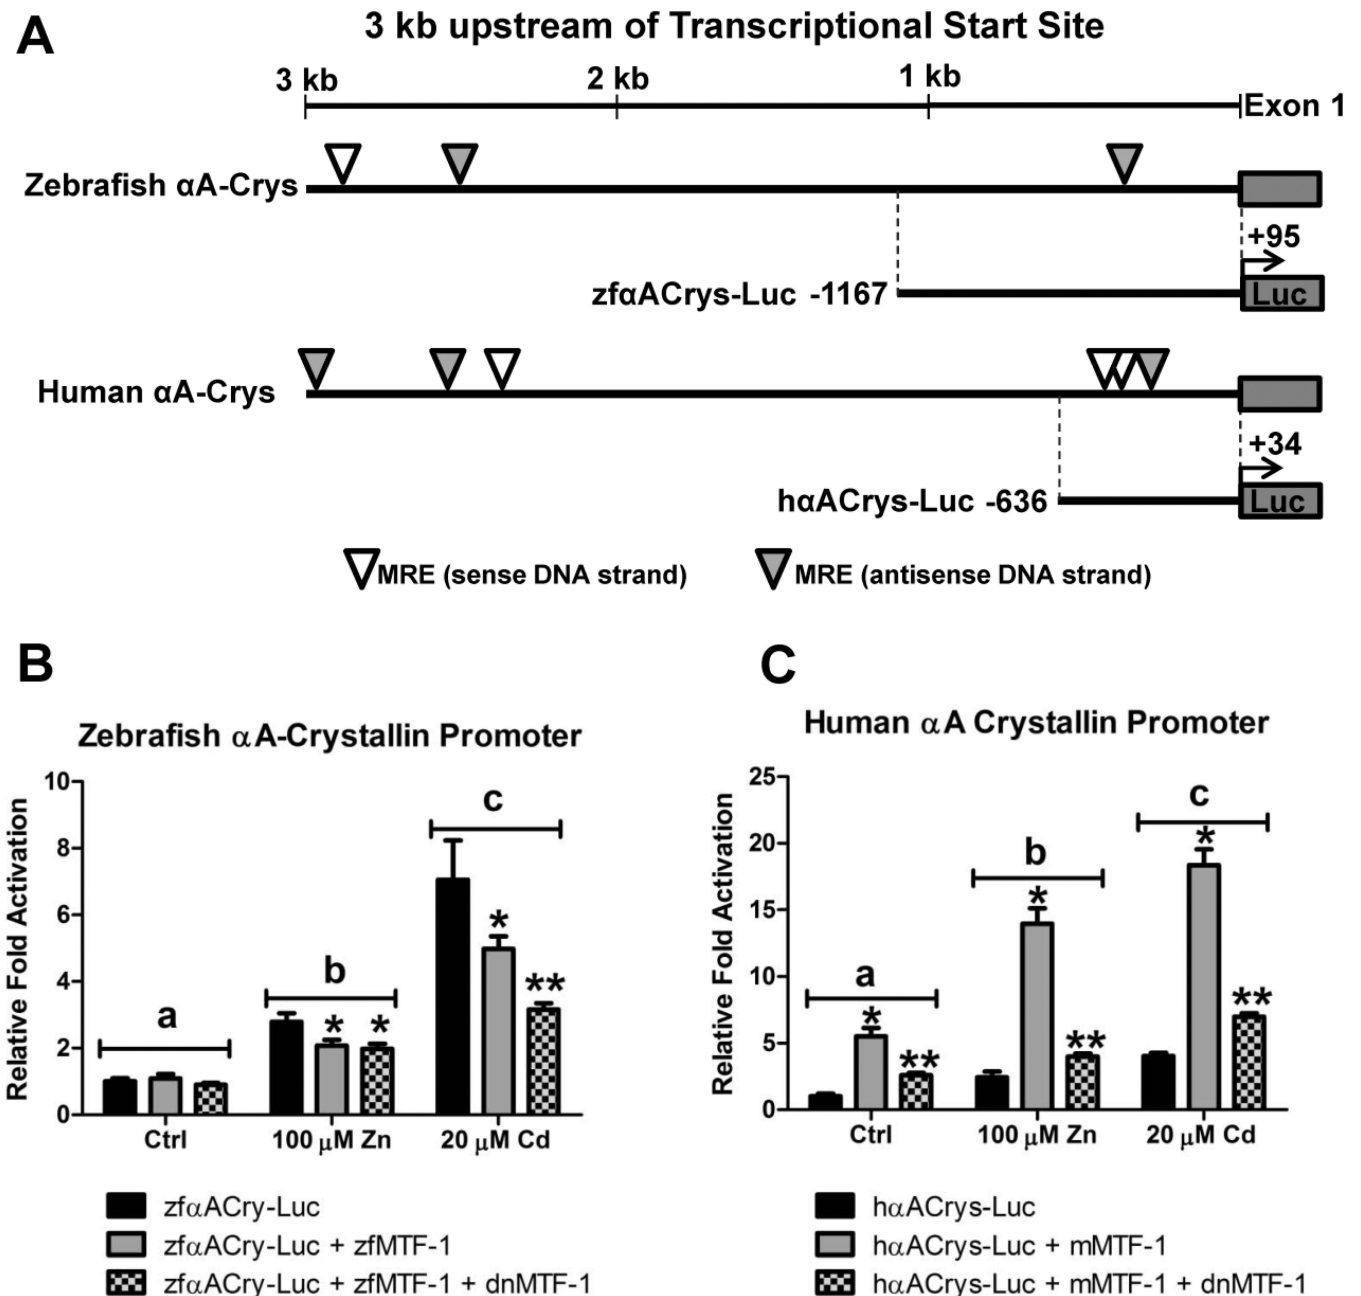 A
3 kb upstream of Transcriptional Start Site
3 kb
2 kb
1 kb
Exon 1
Zebrafish αA-Crys
+95
zfαACrys-Luc -1167
Luc
Human αA-Crys
+34
hαACrys-Luc -636
Luc
MRE (sense DNA strand)
MRE (antisense DNA strand)
B
Zebrafish αA-Crystallin Promoter
Relative Fold Activation
10
8
6
4
2
0
a
b
*
*
c
*
**
Ctrl
100 μM Zn
20 μM Cd
zfαACry-Luc
zfαACry-Luc + zfMTF-1
zfαACry-Luc + zfMTF-1 + dnMTF-1
C
Human αA Crystallin Promoter
Relative Fold Activation
25
20
15
10
5
0
a
*
**
b
*
**
c
*
**
Ctrl
100 μM Zn
20 μM Cd
hαACrys-Luc
hαACrys-Luc + mMTF-1
hαACrys-Luc + mMTF-1 + dnMTF-1